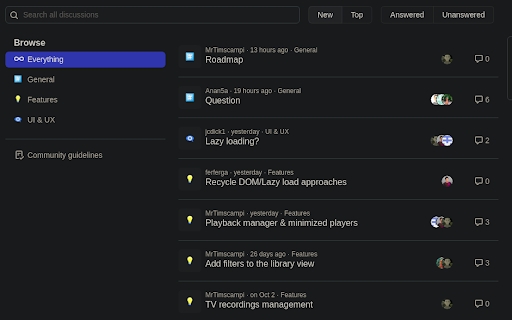 Search all discussions
New
Top
Answered
Unanswered
Browse
Everything
General
Features
UI & UX
Community guidelines
MrTimscampi · 13 hours ago · General
Roadmap
0
Anan5a · 19 hours ago · General
Question
6
jcdick1 · yesterday · UI & UX
Lazy loading?
2
ferferga · yesterday · Features
Recycle DOM/Lazy load approaches
0
MrTimscampi · yesterday · Features
Playback manager & minimized players
3
MrTimscampi · 26 days ago · Features
Add filters to the library view
3
MrTimscampi · on Oct 2 · Features
TV recordings management
0